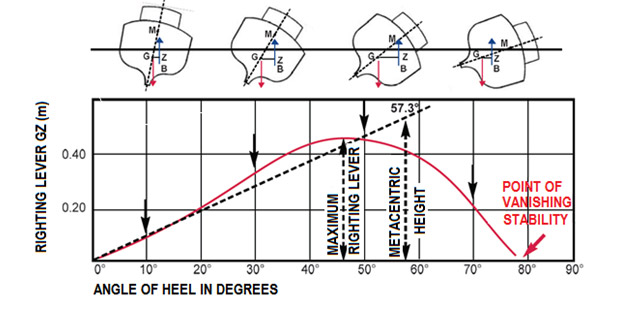 M
G
Z
B
M
G
Z
B
M
G
Z
B
M
G
Z
B
RIGHTING LEVER GZ (m)
0.40
0.20
57.3°
MAXIMUM
RIGHTING LEVER
METACENTRIC
HEIGHT
POINT OF
VANISHING
STABILITY
0° 10° 20° 30° 40° 50° 60° 70° 80° 90°
ANGLE OF HEEL IN DEGREES